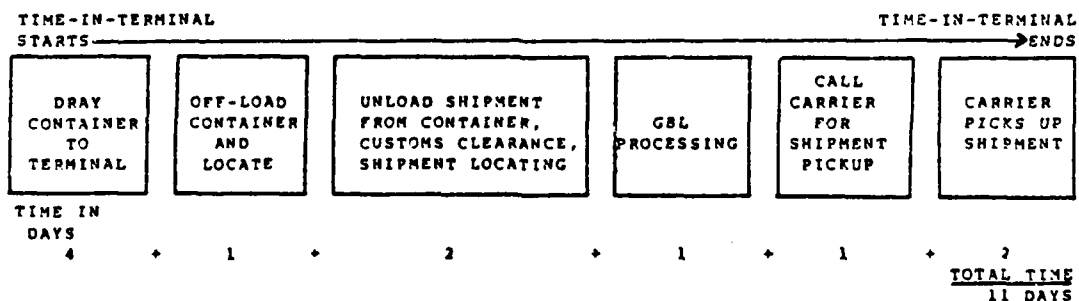 TIME-IN-TERMINAL
STARTS
TIME-IN-TERMINAL
ENDS
DRAY
CONTAINER
TO
TERMINAL
OFF-LOAD
CONTAINER
AND
LOCATE
UNLOAD SHIPMENT
FROM CONTAINER,
CUSTOMS CLEARANCE,
SHIPMENT LOCATING
GBL
PROCESSING
CALL
CARRIER
FOR
SHIPMENT
PICKUP
CARRIER
PICKS UP
SHIPMENT
TIME IN
DAYS
4 + 1 + 2 + 1 + 1 + 2
TOTAL TIME
11 DAYS